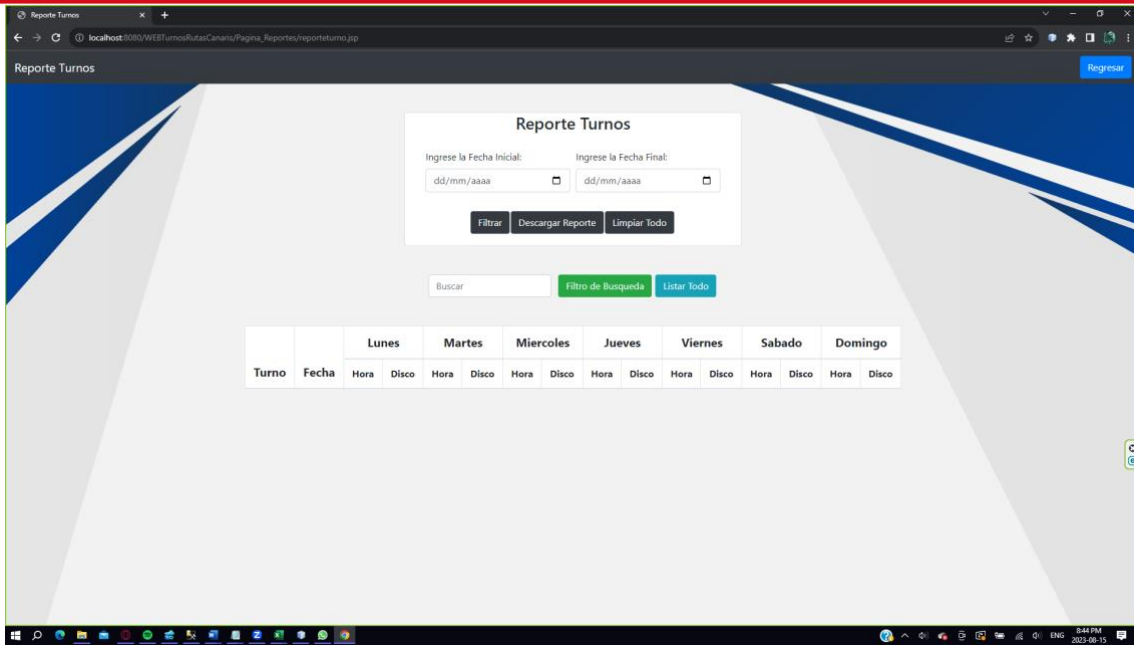 Reporte Turnos
localhost:8080/WEBTurnosRutasCanaris/Pagina_Reportes/reporteturno.jsp
Reporte Turnos
Regresar
Reporte Turnos
Ingrese la Fecha Inicial: Ingrese la Fecha Final:
dd/mm/aaaa dd/mm/aaaa
Filtrar Descargar Reporte Limpiar Todo
Buscar Filtro de Busqueda Listar Todo
Lunes Martes Miercoles Jueves Viernes Sabado Domingo
Turno Fecha Hora Disco Hora Disco Hora Disco Hora Disco Hora Disco Hora Disco Hora Disco
ENG
8:44 PM
2023-08-15